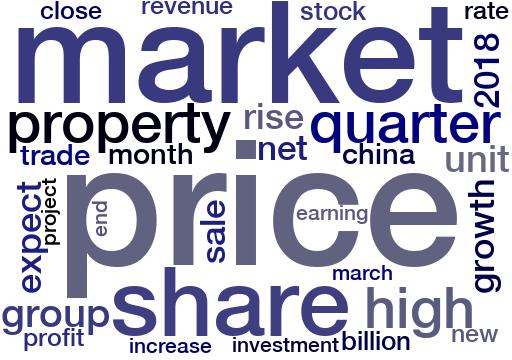 close revenue stock rate
market
2018
property rise quarter
trade month net china unit
price
expect project end sale earning growth
march
group share high
profit increase investment billion new